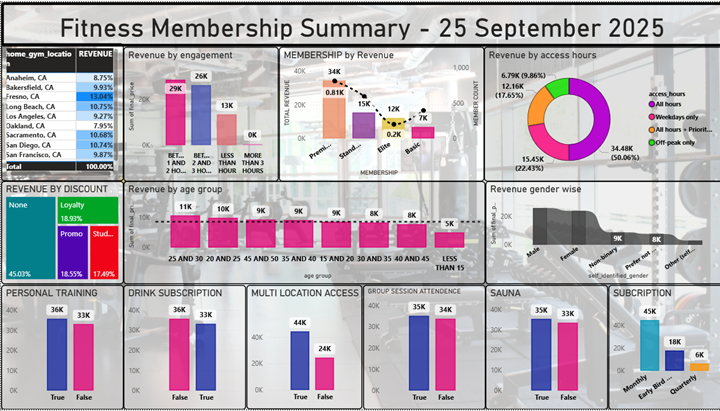 Fitness Membership Summary - 25 September 2025
home_gym_locatio
n
REVENUE
Anaheim, CA 8.75%
Bakersfield, CA 9.93%
Fresno, CA 13.04%
Long Beach, CA 10.75%
Los Angeles, CA 9.27%
Oakland, CA 7.95%
Sacramento, CA 10.68%
San Diego, CA 10.74%
San Francisco, CA 9.87%
Total 100.00%
Revenue by engagement
Sum of final_price
20K
0K
29K
26K
13K
0K
BET...
1 AND
2 HO...
BET...
2 AND
3 HO...
LESS
THAN
HOUR
MORE
THAN 3
HOURS
MEMBERSHIP by Revenue
TOTAL REVENUE
40K
20K
0K
34K
0.81K
15K
12K
0.2K
7K
1,000
500
0
MEMBER COUNT
Premi...
Stand...
Elite
Basic
MEMBERSHIP
Revenue by access hours
6.79K (9.86%)
12.16K
(17.65%)
15.45K
(22.43%)
34.48K
(50.06%)
access_hours
All hours
Weekdays only
All hours + Priorit...
Off-peak only
REVENUE BY DISCOUNT
None
45.03%
Loyalty
18.93%
Promo
18.55%
Stud...
17.49%
Revenue by age group
Sum of final_p...
10K
0K
11K
10K
9K
9K
9K
8K
8K
5K
25 AND 30
20 AND 25
45 AND 50
35 AND 40
15 AND 20
30 AND 35
40 AND 45
LESS
THAN 15
age group
Revenue gender wise
Sum of final_p...
20K
0K
9K
8K
Male
Female
Non-binary
Prefer not ...
Other (self...
self_identified_gender
PERSONAL TRAINING
40K
30K
20K
10K
0K
36K
33K
True
False
DRINK SUBSCRIPTION
40K
30K
20K
10K
0K
36K
33K
False
True
MULTI LOCATION ACCESS
40K
20K
0K
44K
24K
True
False
GROUP SESSION ATTENDENCE
40K
30K
20K
10K
0K
35K
34K
True
False
SAUNA
40K
30K
20K
10K
0K
35K
33K
True
False
SUBCRIPTION
40K
20K
0K
45K
18K
6K
Monthly
Early Bird ...
Quarterly